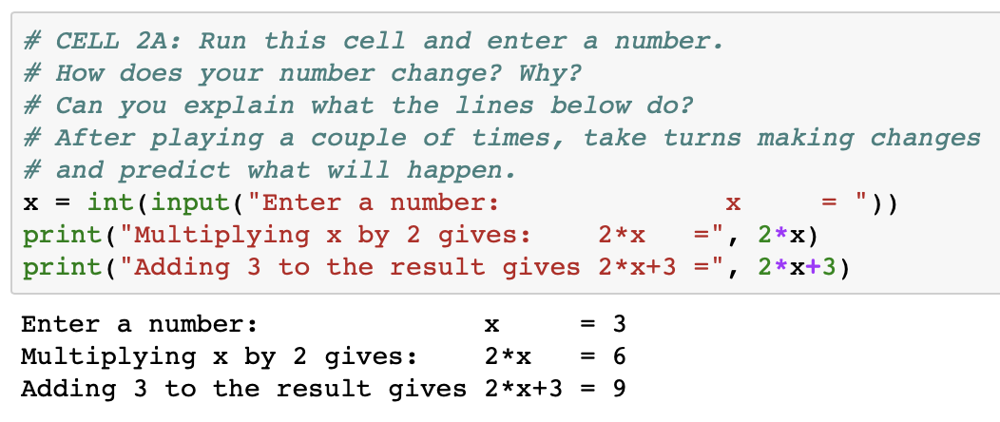 # CELL 2A: Run this cell and enter a number.
# How does your number change? Why?
# Can you explain what the lines below do?
# After playing a couple of times, take turns making changes
# and predict what will happen.
x = int(input("Enter a number:              x     = "))
print("Multiplying x by 2 gives:    2*x   =", 2*x)
print("Adding 3 to the result gives 2*x+3 =", 2*x+3)
Enter a number:              x     = 3
Multiplying x by 2 gives:    2*x   = 6
Adding 3 to the result gives 2*x+3 = 9